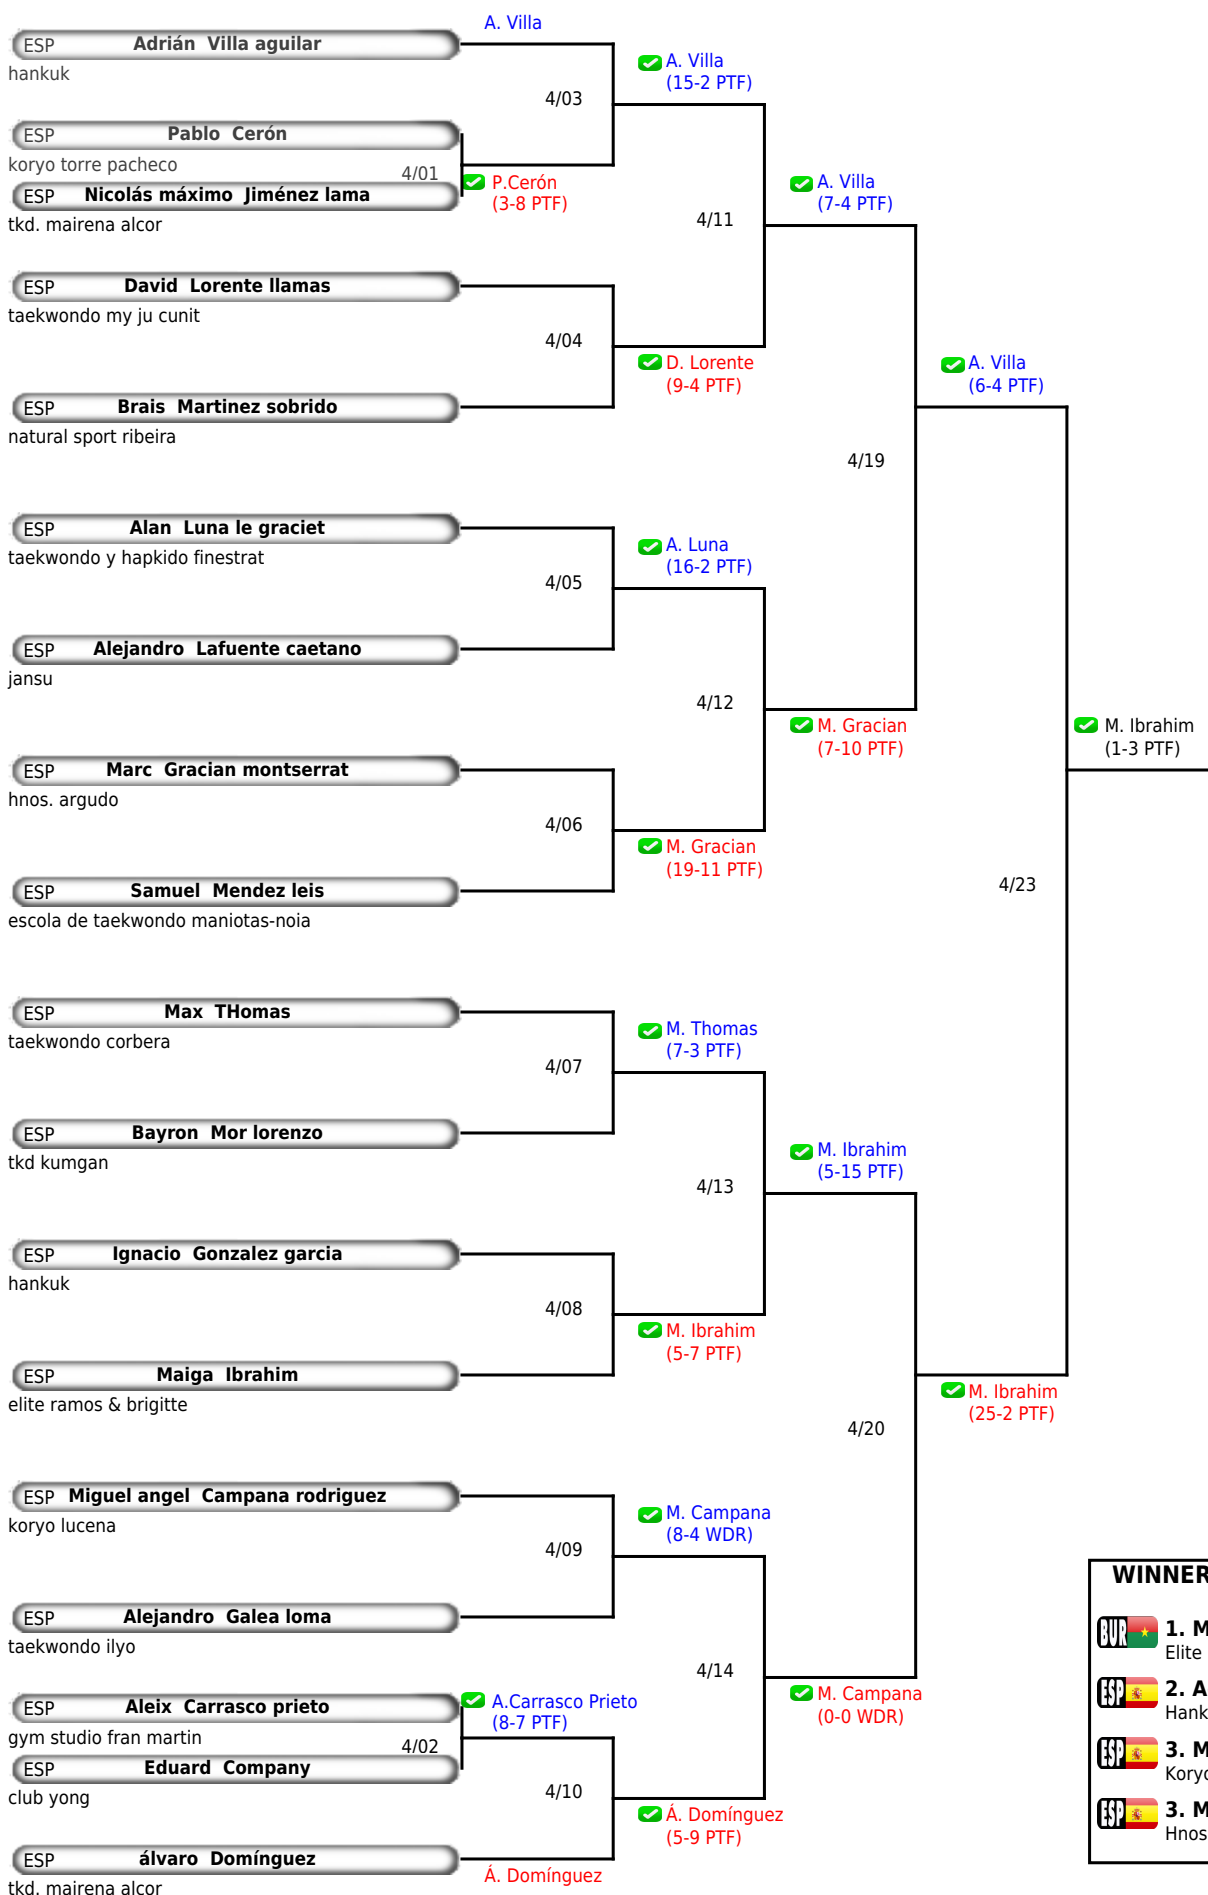 A. Villa
ESP Adrián Villa aguilar
hankuk
A. Villa
(15-2 PTF)
4/03
ESP Pablo Cerón
koryo torre pacheco
4/01
P.Cerón
(3-8 PTF)
ESP Nicolás máximo Jiménez lama
tkd. mairena alcor
A. Villa
(7-4 PTF)
4/11
ESP David Lorente llamas
taekwondo my ju cunit
4/04
D. Lorente
(9-4 PTF)
A. Villa
(6-4 PTF)
ESP Brais Martinez sobrido
natural sport ribeira
4/19
ESP Alan Luna le graciet
taekwondo y hapkido finestrat
A. Luna
(16-2 PTF)
4/05
ESP Alejandro Lafuente caetano
jansu
4/12
M. Gracian
(7-10 PTF)
M. Ibrahim
(1-3 PTF)
ESP Marc Gracian montserrat
hnos. argudo
4/06
M. Gracian
(19-11 PTF)
4/23
ESP Samuel Mendez leis
escola de taekwondo maniotas-noia
ESP Max THomas
taekwondo corbera
M. Thomas
(7-3 PTF)
4/07
ESP Bayron Mor lorenzo
tkd kumgan
M. Ibrahim
(5-15 PTF)
4/13
ESP Ignacio Gonzalez garcia
hankuk
4/08
M. Ibrahim
(5-7 PTF)
ESP Maiga Ibrahim
elite ramos & brigitte
M. Ibrahim
(25-2 PTF)
4/20
ESP Miguel angel Campana rodriguez
koryo lucena
M. Campana
(8-4 WDR)
4/09
ESP Alejandro Galea loma
taekwondo ilyo
4/14
M. Campana
(0-0 WDR)
ESP Aleix Carrasco prieto
gym studio fran martin
4/02
A.Carrasco Prieto
(8-7 PTF)
ESP Eduard Company
club yong
4/10
Á. Domínguez
(5-9 PTF)
ESP álvaro Domínguez
tkd. mairena alcor
Á. Domínguez
WINNER
BUR 1. M
Elite
ESP 2. A
Hank
ESP 3. M
Koryo
ESP 3. M
Hnos